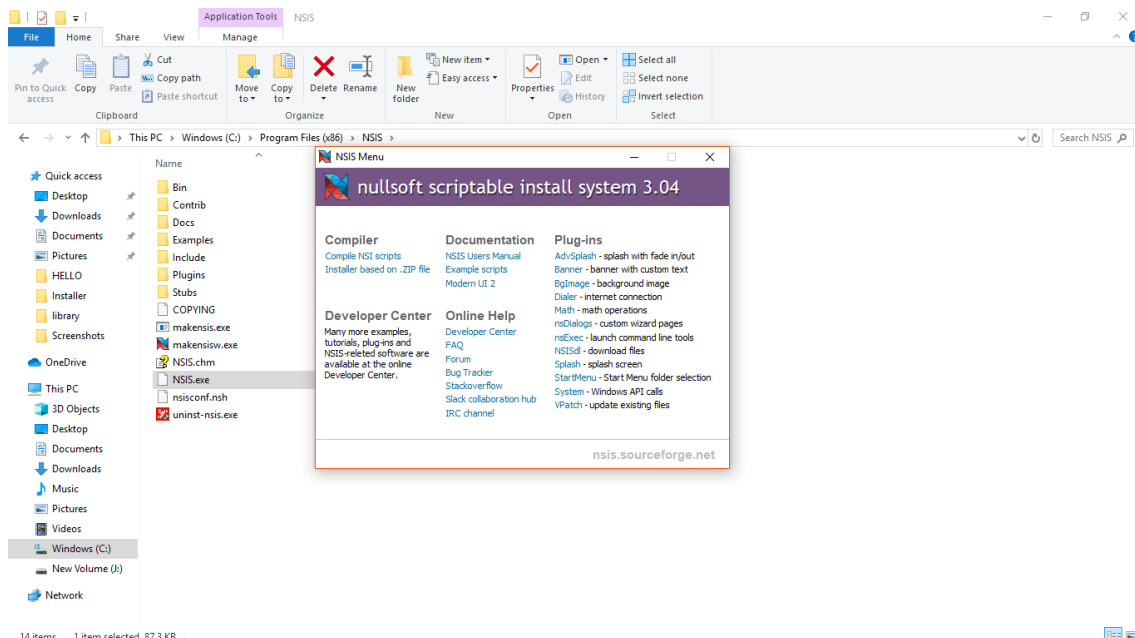 Application Tools NSIS
File Home Share View Manage
Pin to Quick access
Copy
Paste
Cut
Copy path
Paste shortcut
Clipboard
Move to
Copy to
Delete
Rename
Organize
New folder
New item
Easy access
New
Properties
Open
Edit
History
Open
Select all
Select none
Invert selection
Select
This PC > Windows (C:) > Program Files (x86) > NSIS >
Search NSIS
Quick access
Desktop
Downloads
Documents
Pictures
HELLO
Installer
library
Screenshots
OneDrive
This PC
3D Objects
Desktop
Documents
Downloads
Music
Pictures
Videos
Windows (C:)
New Volume (J:)
Network
Name
Bin
Contrib
Docs
Examples
Include
Plugins
Stubs
COPYING
makensis.exe
makensisw.exe
NSIS.chm
NSIS.exe
nsisconf.nsh
uninst-nsis.exe
NSIS Menu
nullsoft scriptable install system 3.04
Compiler
Compile NSI scripts
Installer based on .ZIP file
Developer Center
Many more examples,
tutorials, plug-ins and
NSIS-releted software are
available at the online
Developer Center.
Documentation
NSIS Users Manual
Example scripts
Modern UI 2
Online Help
Developer Center
FAQ
Forum
Bug Tracker
Stackoverflow
Slack collaboration hub
IRC channel
Plug-ins
AdvSplash - splash with fade in/out
Banner - banner with custom text
BgImage - background image
Dialer - internet connection
Math - math operations
nsDialogs - custom wizard pages
nsExec - launch command line tools
NSISdl - download files
Splash - splash screen
StartMenu - Start Menu folder selection
System - Windows API calls
VPatch - update existing files
nsis.sourceforge.net
14 items 1 item selected 87.3 KB